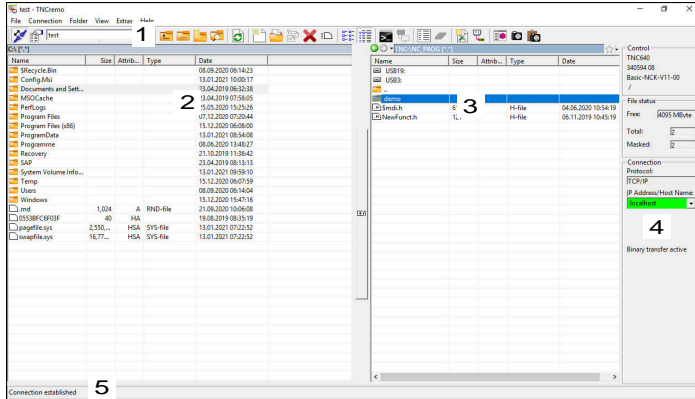 test - TNCremo
File Connection Folder View Extras Help
test
1
C:\ [*.*]
Name Size Attrib... Type Date
$Recycle.Bin 08.09.2020 06:14:23
Config.Msi 13.01.2021 10:00:17
Documents and Sett... 23.04.2019 06:32:38
MSOCache 23.04.2019 07:58:05
PerfLogs 15.05.2020 15:25:26
Program Files 07.12.2020 07:20:44
Program Files (x86) 15.12.2020 06:08:00
ProgramData 13.01.2021 08:54:08
Programme 08.06.2020 13:48:27
Recovery 21.10.2019 11:36:42
SAP 23.04.2019 08:13:13
System Volume Info... 13.01.2021 09:59:10
Temp 15.12.2020 06:07:59
Users 08.09.2020 06:14:04
Windows 15.12.2020 15:47:16
.rnd 1,024 A RND-file 21.09.2020 10:06:08
0553BFC6F03F 40 HA 19.08.2019 08:35:19
pagefile.sys 2,550,... HSA SYS-file 13.01.2021 07:22:52
swapfile.sys 16,77... HSA SYS-file 13.01.2021 07:22:52
2
TNC:\NC_PROG [*.*]
Name Size Attrib... Type Date
USB19:
USB3:
..
demo
$mdi.h 6 H-file 04.06.2020 10:54:19
NewFunct.h H-file 06.11.2019 10:45:19
3
Control
TNC640
340594 08
Basic-NCK-V11-00
/
File status
Free: 4095 MByte
Total: 2
Masked: 2
Connection
Protocol:
TCP/IP
IP Address/Host Name:
localhost
4
Binary transfer active
Connection established
5